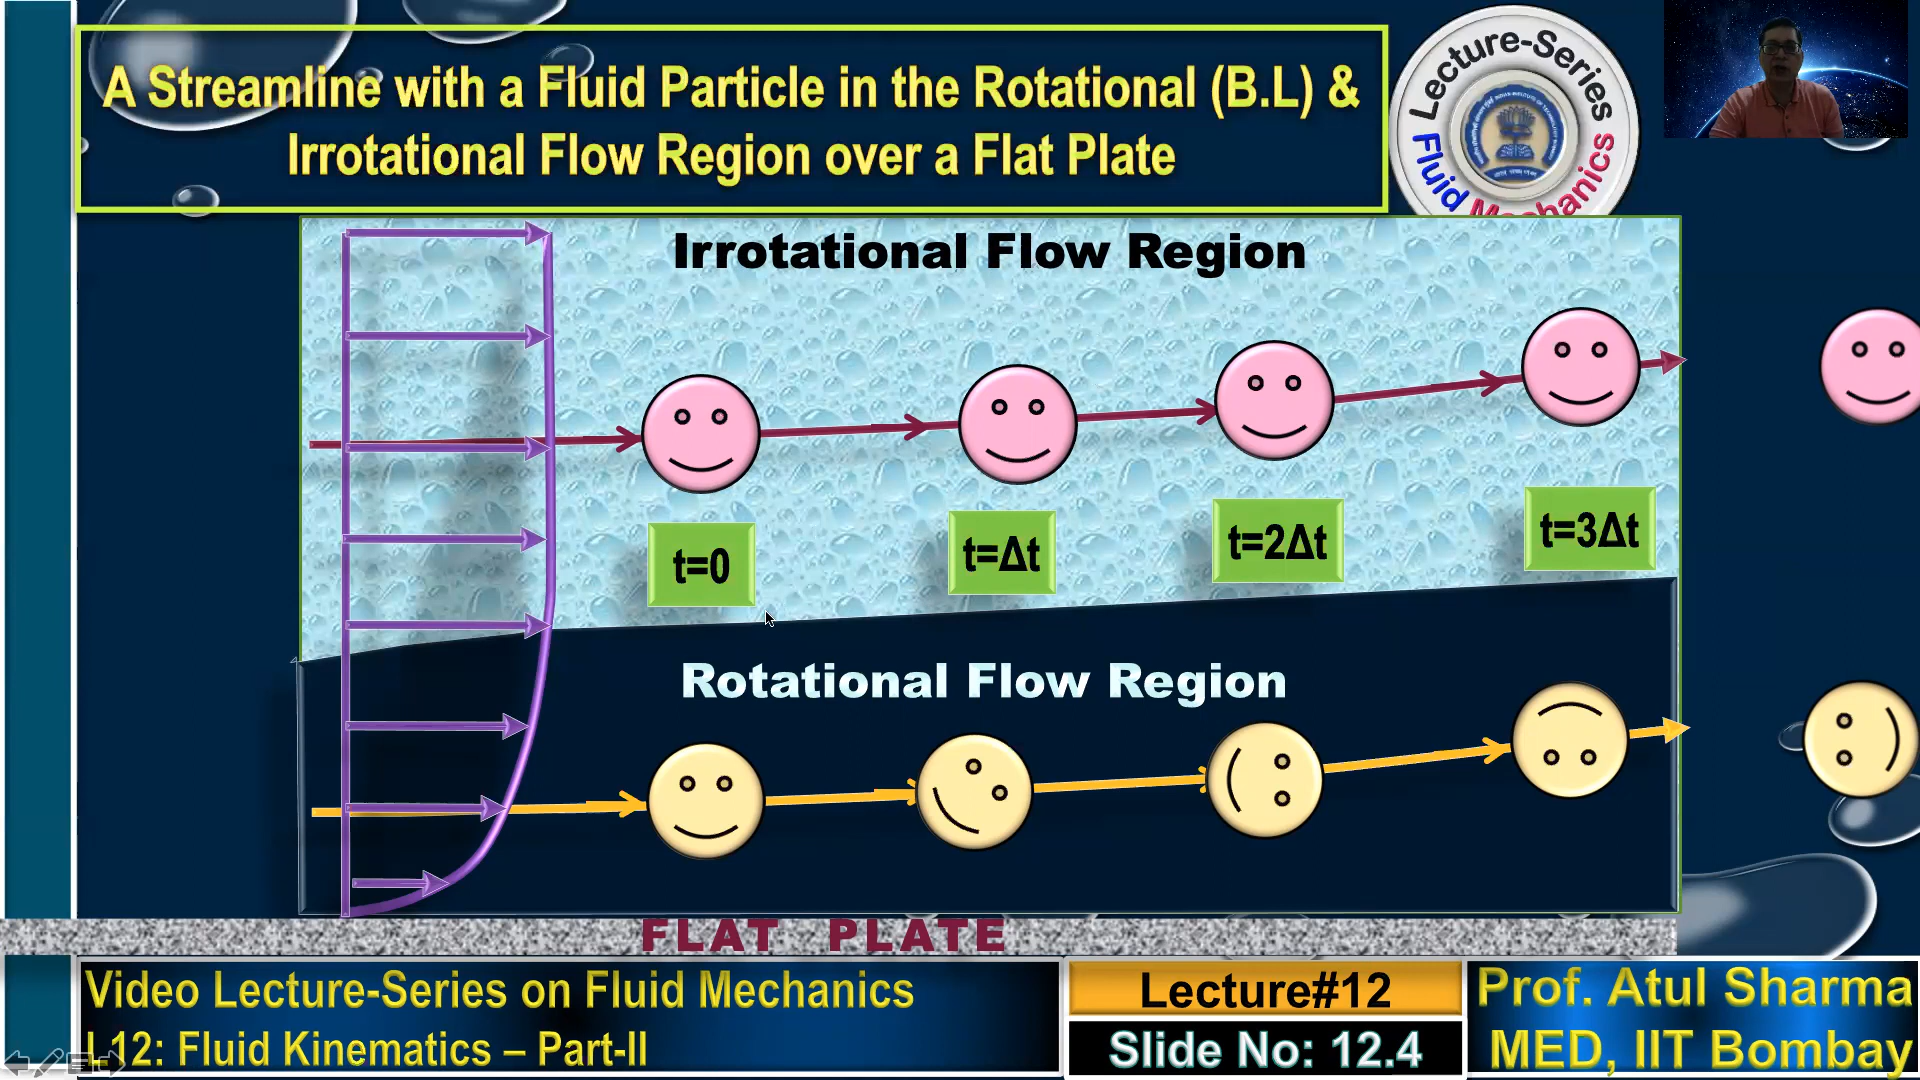 A Streamline with a Fluid Particle in the Rotational (B.L) &
Irrotational Flow Region over a Flat Plate
Lecture-Series
Fluid Mechanics
Irrotational Flow Region
t=0
t=Δt
t=2Δt
t=3Δt
Rotational Flow Region
FLAT PLATE
Video Lecture-Series on Fluid Mechanics
L12: Fluid Kinematics – Part-II
Lecture#12
Slide No: 12.4
Prof. Atul Sharma
MED, IIT Bombay